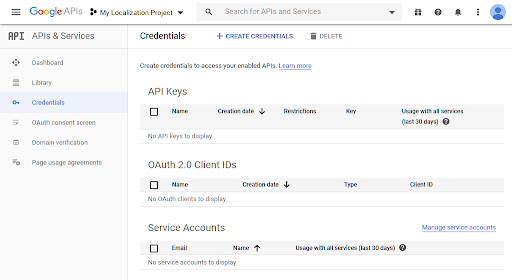 Google APIs My Localization Project Search for APIs and Services
API APIs & Services
Dashboard
Library
Credentials
OAuth consent screen
Domain verification
Page usage agreements
Credentials + CREATE CREDENTIALS DELETE
Create credentials to access your enabled APIs. Learn more
API Keys
Name Creation date Restrictions Key Usage with all services
(last 30 days)
No API keys to display
OAuth 2.0 Client IDs
Name Creation date Type Client ID
No OAuth clients to display
Service Accounts Manage service accounts
Email Name Usage with all services (last 30 days)
No service accounts to display